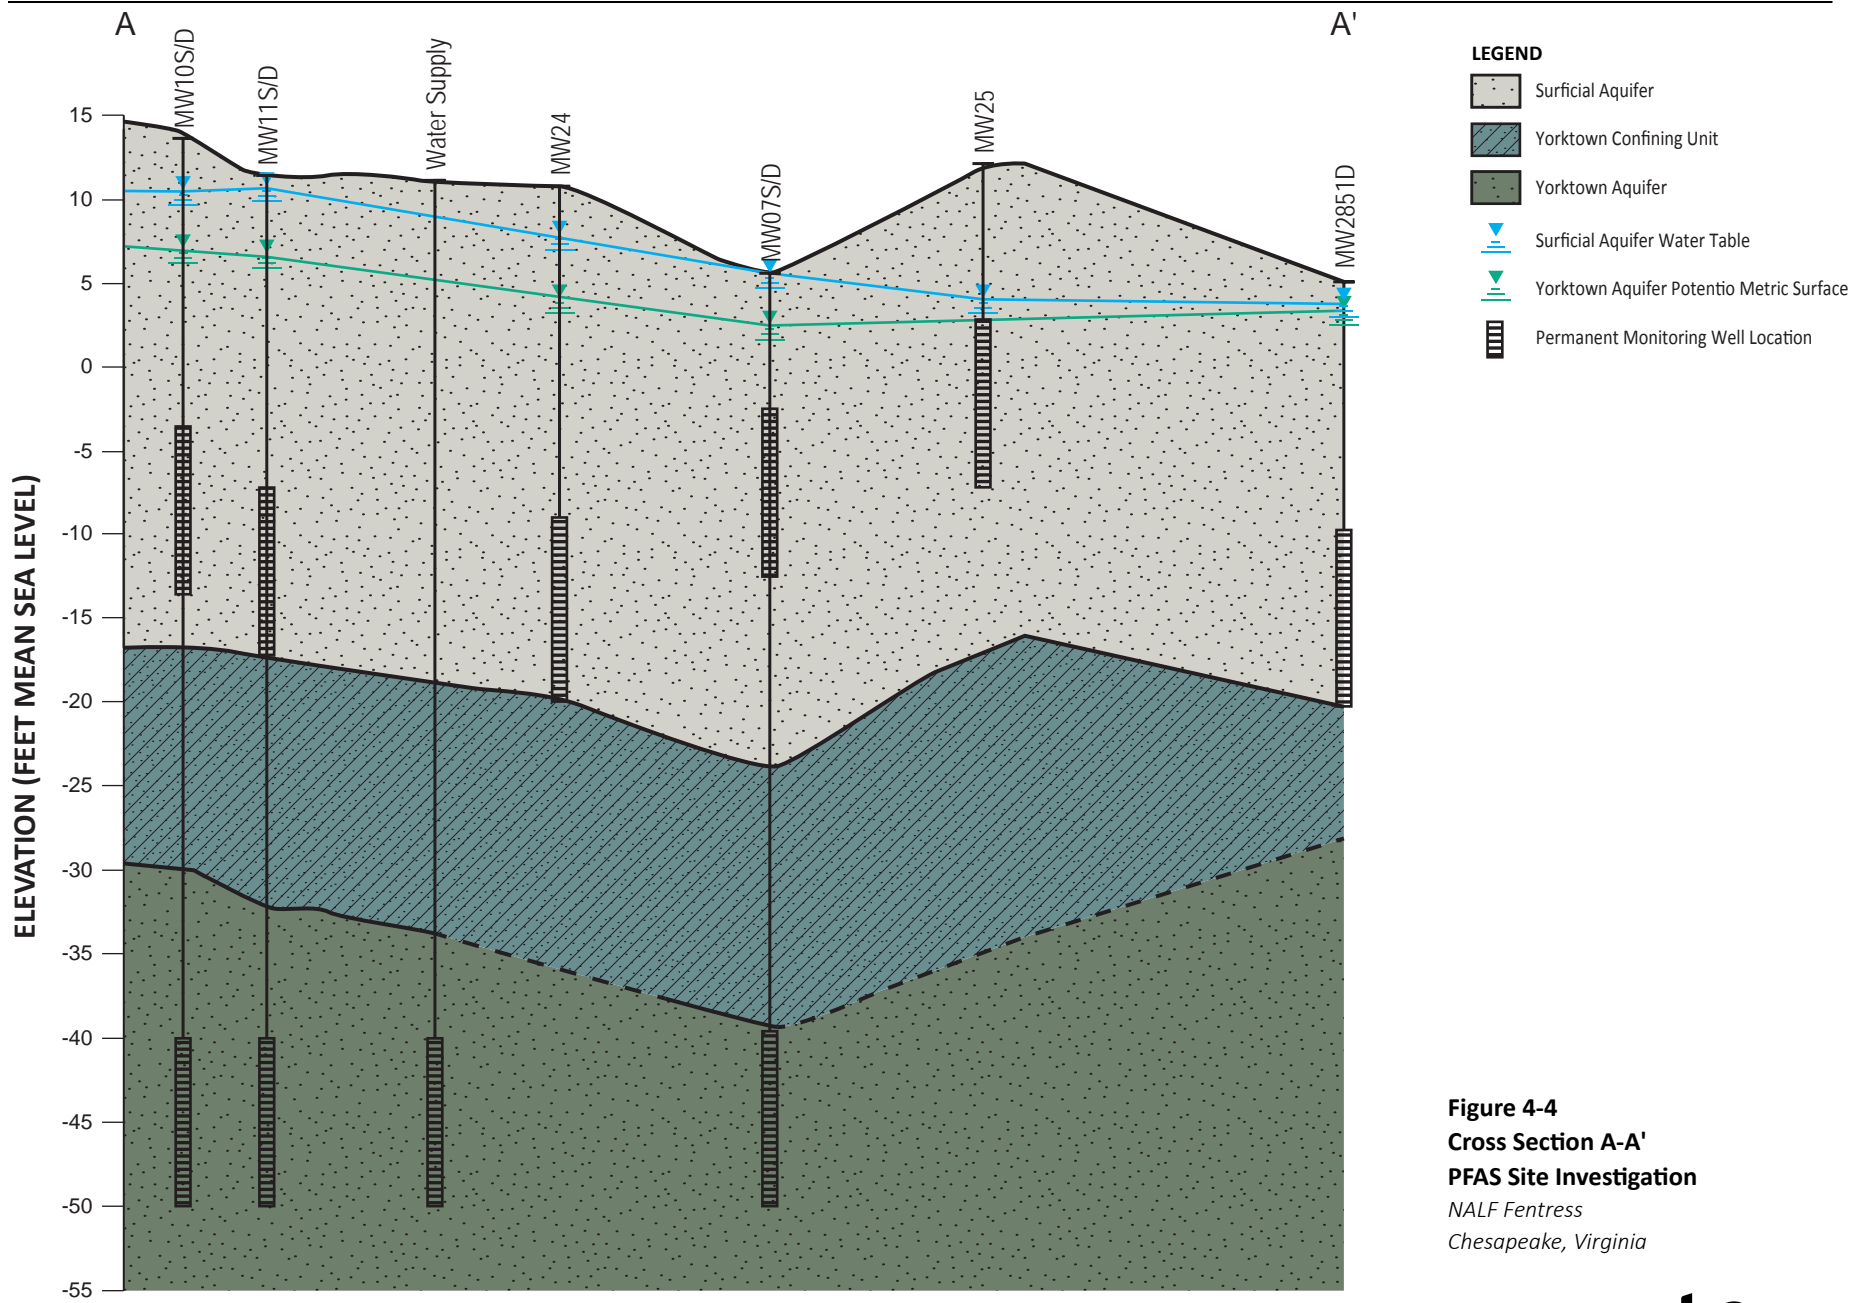 A
A'
MW10S/D
MW11S/D
Water Supply
MW24
MW07S/D
MW25
MW2851D
15
10
5
0
-5
-10
-15
-20
-25
-30
-35
-40
-45
-50
-55
ELEVATION (FEET MEAN SEA LEVEL)
LEGEND
Surficial Aquifer
Yorktown Confining Unit
Yorktown Aquifer
Surficial Aquifer Water Table
Yorktown Aquifer Potentio Metric Surface
Permanent Monitoring Well Location
Figure 4-4
Cross Section A-A'
PFAS Site Investigation
NALF Fentress
Chesapeake, Virginia